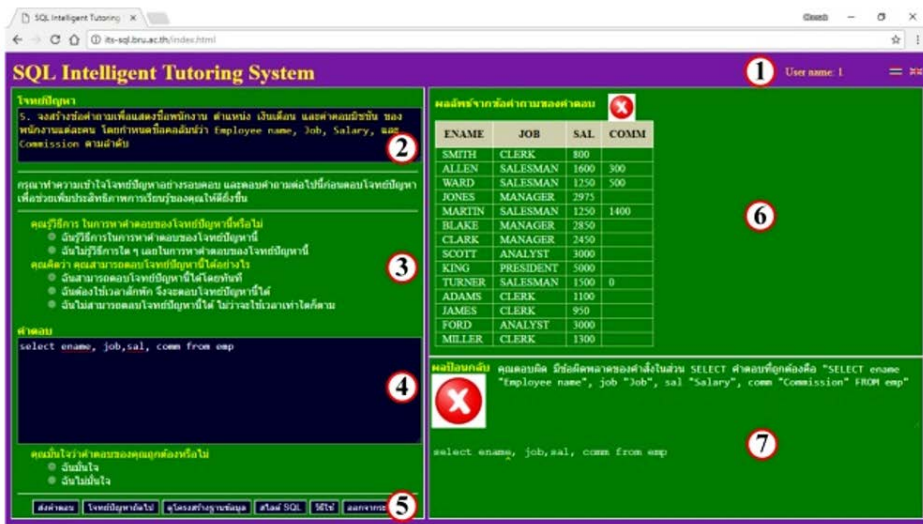 SQL Intelligent Tutoring
its-sql.bru.ac.th/index.html
SQL Intelligent Tutoring System
1
User name: 1
โจทย์ปัญหา
5. จงสร้างข้อคำถามเพื่อแสดงชื่อพนักงาน ตำแหน่ง เงินเดือน และค่าคอมมิชชัน ของ
พนักงานแต่ละคน โดยกำหนดชื่อคอลัมน์ว่า Employee name, Job, Salary, และ
Commission ตามลำดับ
2
กรุณาทำความเข้าใจโจทย์ปัญหาอย่างรอบคอบ และตอบคำถามต่อไปนี้ก่อนตอบโจทย์ปัญหา
เพื่อช่วยเพิ่มประสิทธิภาพการเรียนรู้ของคุณให้ดียิ่งขึ้น
คุณรู้วิธีการ ในการหาคำตอบของโจทย์ปัญหานี้หรือไม่
ฉันรู้วิธีการในการหาคำตอบของโจทย์ปัญหานี้
ฉันไม่รู้วิธีการใด ๆ เลยในการหาคำตอบของโจทย์ปัญหานี้
คุณคิดว่า คุณสามารถตอบโจทย์ปัญหานี้ได้อย่างไร
3
ฉันสามารถตอบโจทย์ปัญหานี้ได้โดยทันที
ฉันต้องใช้เวลาสักพัก จึงจะตอบโจทย์ปัญหานี้ได้
ฉันไม่สามารถตอบโจทย์ปัญหานี้ได้ ไม่ว่าจะใช้เวลาเท่าใดก็ตาม
คำตอบ
select ename, job,sal, comm from emp
4
คุณมั่นใจว่าคำตอบของคุณถูกต้องหรือไม่
ฉันมั่นใจ
ฉันไม่มั่นใจ
ส่งคำตอบ โจทย์ปัญหาถัดไป ดูโครงสร้างฐานข้อมูล สไลด์ SQL วิธีใช้ ออกจากระ
5
ผลลัพธ์จากข้อคำถามของคำตอบ
ENAME JOB SAL COMM
SMITH CLERK 800
ALLEN SALESMAN 1600 300
WARD SALESMAN 1250 500
JONES MANAGER 2975
MARTIN SALESMAN 1250 1400
BLAKE MANAGER 2850
CLARK MANAGER 2450
SCOTT ANALYST 3000
KING PRESIDENT 5000
TURNER SALESMAN 1500 0
ADAMS CLERK 1100
JAMES CLERK 950
FORD ANALYST 3000
MILLER CLERK 1300
6
ผลป้อนกลับ คุณตอบผิด มีข้อผิดพลาดของคำสั่งในส่วน SELECT คำตอบที่ถูกต้องคือ "SELECT ename
"Employee name", job "Job", sal "Salary", comm "Commission" FROM emp"
7
select ename, job,sal, comm from emp